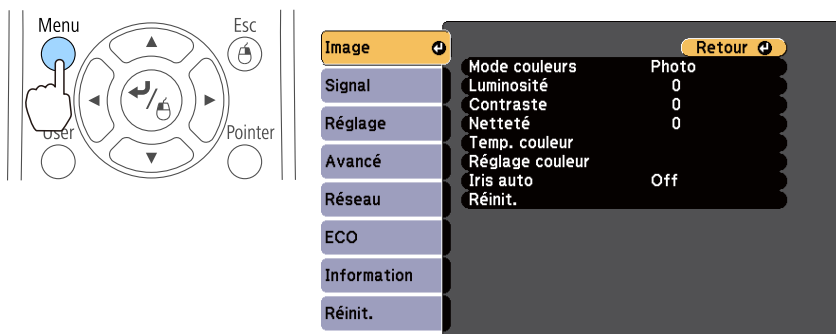 Menu
Esc
User
Pointer
Image
Signal
Réglage
Avancé
Réseau
ECO
Information
Réinit.
Retour
Mode couleurs Photo
Luminosité 0
Contraste 0
Netteté 0
Temp. couleur
Réglage couleur
Iris auto Off
Réinit.